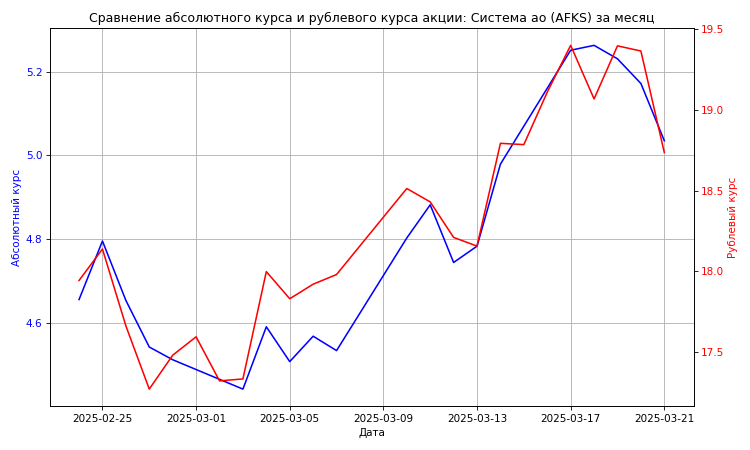 Сравнение абсолютного курса и рублевого курса акции: Система ао (AFKS) за месяц
Абсолютный курс
5.2
5.0
4.8
4.6
19.5
19.0
18.5
18.0
17.5
Рублевый курс
2025-02-25 2025-03-01 2025-03-05 2025-03-09 2025-03-13 2025-03-17 2025-03-21
Дата